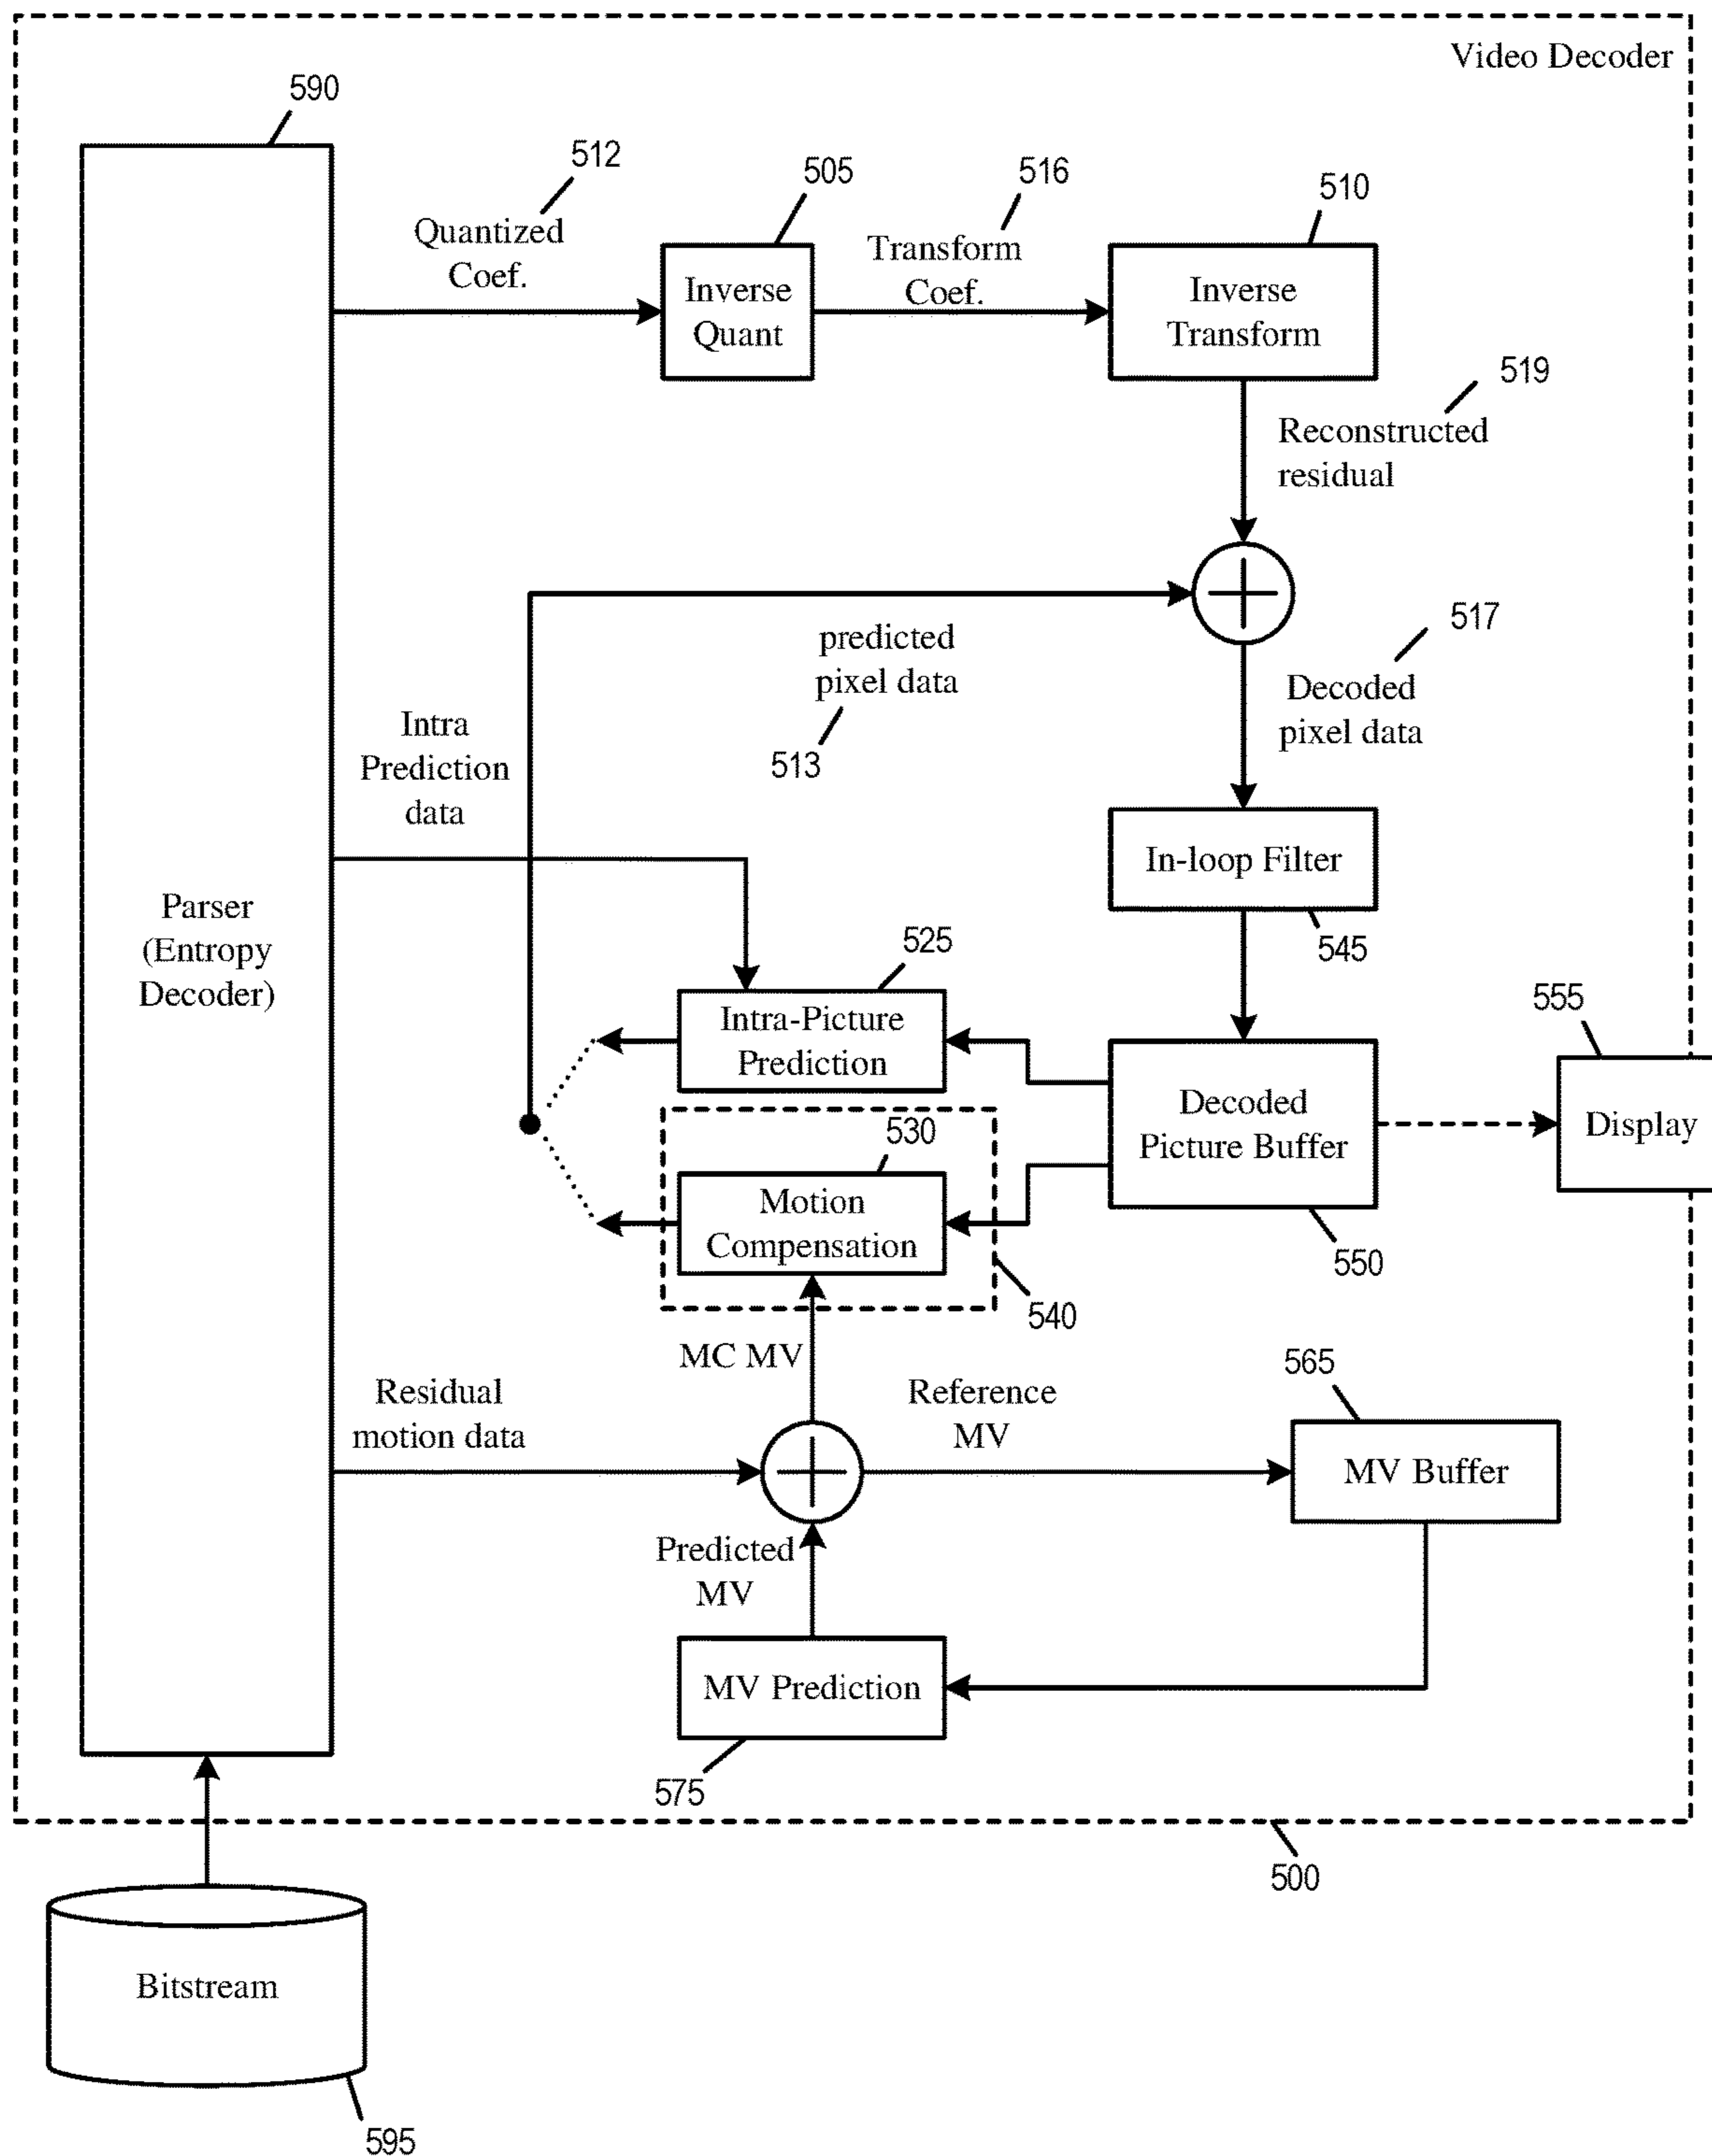 Video Decoder
590
512
505
516
510
Quantized
Coef.
Transform
Coef.
Inverse
Quant
Inverse
Transform
519
Reconstructed
residual
517
predicted
pixel data
513
Decoded
pixel data
Intra
Prediction
data
In-loop Filter
545
Parser
(Entropy
Decoder)
525
555
Intra-Picture
Prediction
Decoded
Picture Buffer
550
Display
530
Motion
Compensation
540
MC MV
565
Residual
motion data
Reference
MV
MV Buffer
Predicted
MV
MV Prediction
575
500
Bitstream
595